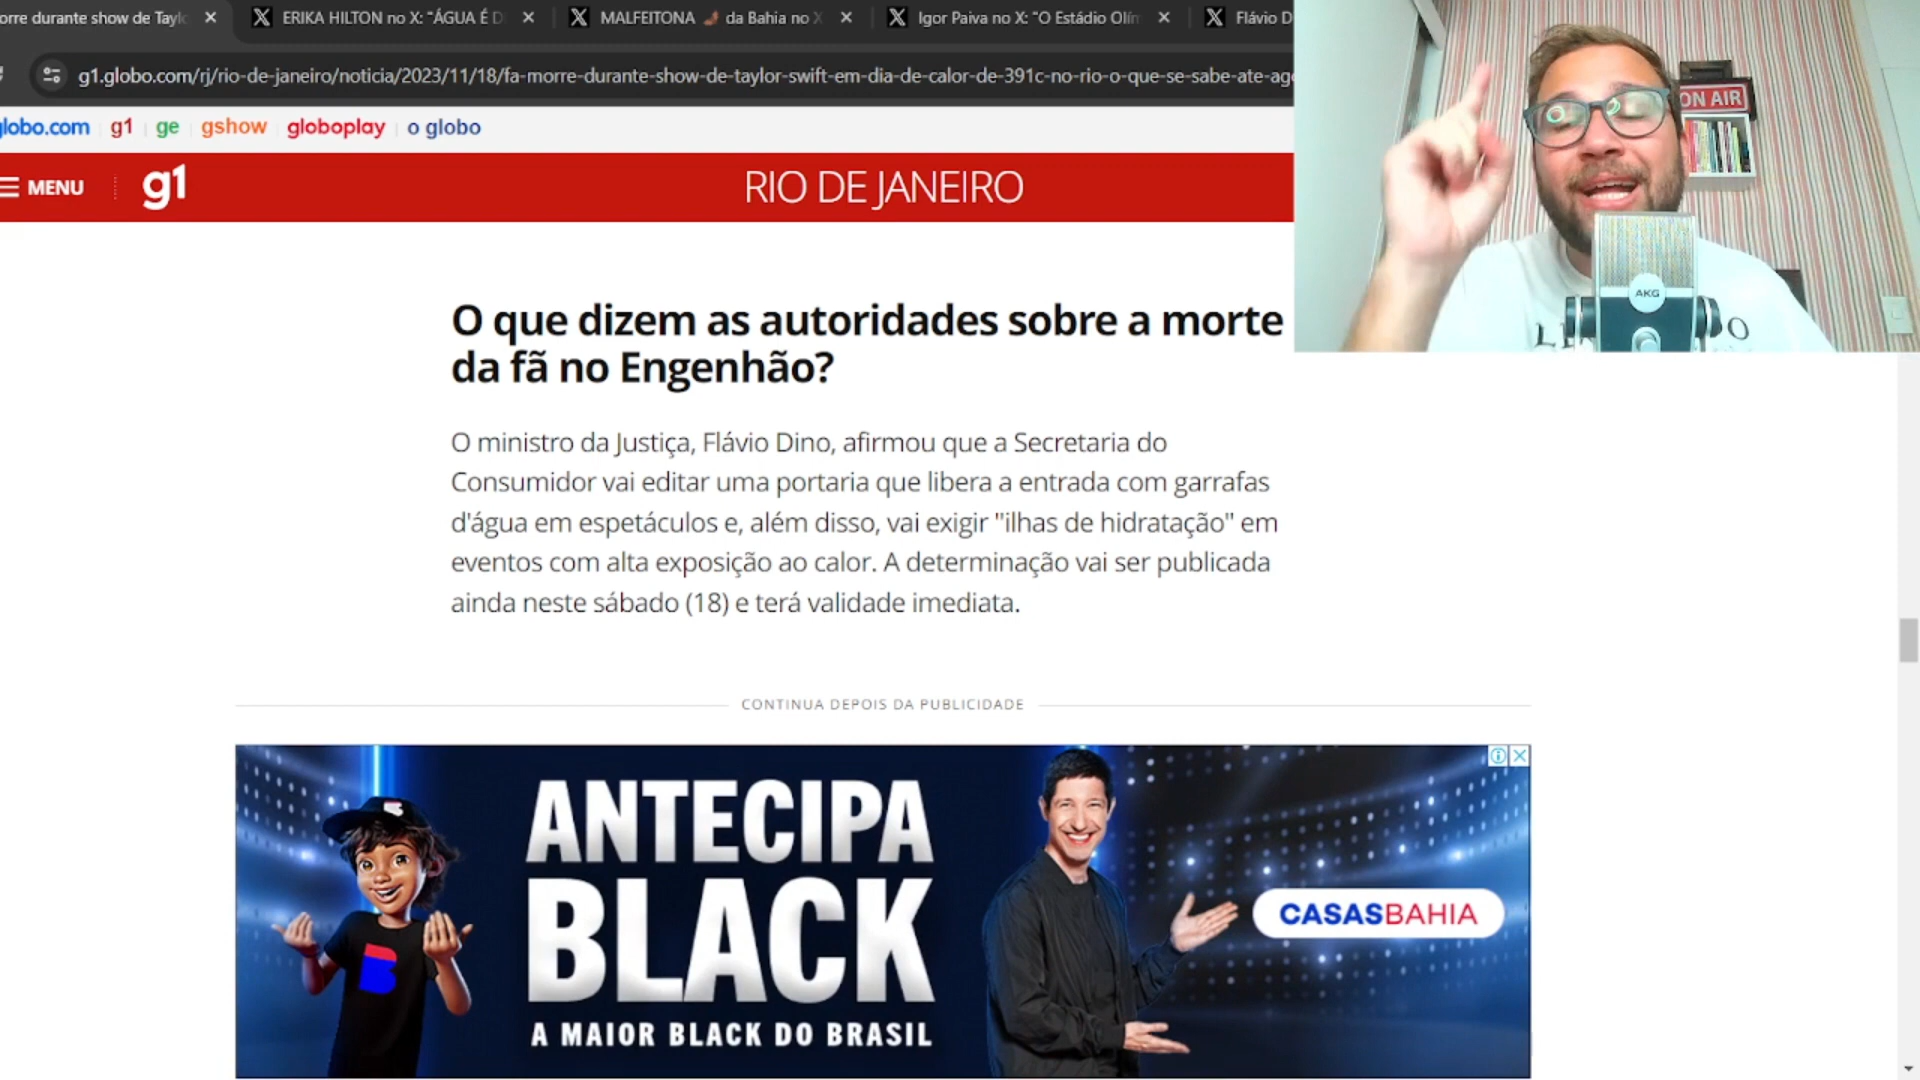 orre durante show de Tayl
ERIKA HILTON no X: "ÁGUA É D
MALFEITONA da Bahia no X
Igor Paiva no X: "O Estádio Olím
Flávio D
g1.globo.com/rj/rio-de-janeiro/noticia/2023/11/18/fa-morre-durante-show-de-taylor-swift-em-dia-de-calor-de-391c-no-rio-o-que-se-sabe-ate-ago
globo.com g1 ge gshow globoplay o globo
MENU g1 RIO DE JANEIRO
ON AIR
AKG
O que dizem as autoridades sobre a morte
da fã no Engenhão?
O ministro da Justiça, Flávio Dino, afirmou que a Secretaria do
Consumidor vai editar uma portaria que libera a entrada com garrafas
d'água em espetáculos e, além disso, vai exigir "ilhas de hidratação" em
eventos com alta exposição ao calor. A determinação vai ser publicada
ainda neste sábado (18) e terá validade imediata.
CONTINUA DEPOIS DA PUBLICIDADE
ANTECIPA
BLACK
A MAIOR BLACK DO BRASIL
CASASBAHIA